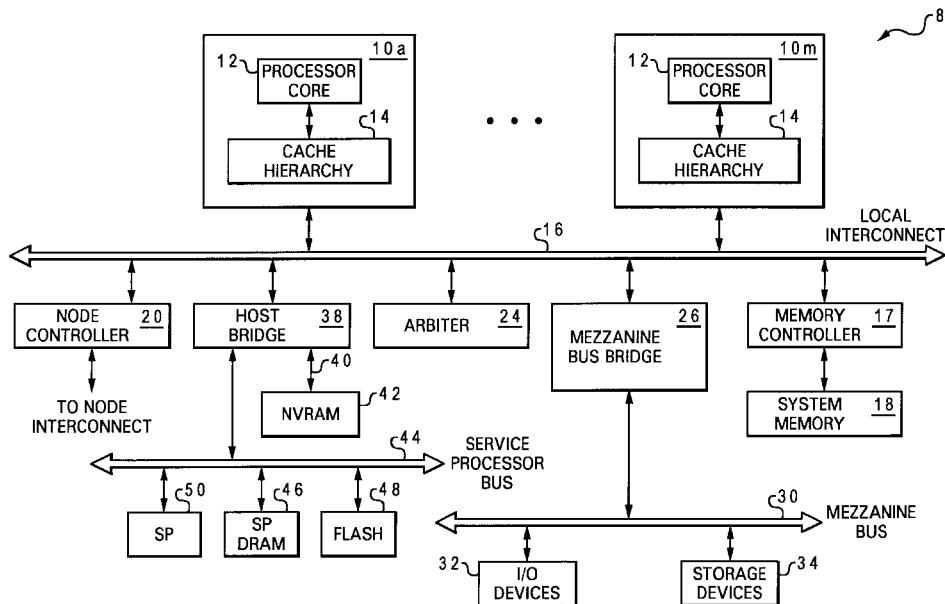 8
10a
10m
12
PROCESSOR
CORE
12
PROCESSOR
CORE
14
CACHE
HIERARCHY
14
CACHE
HIERARCHY
16
LOCAL
INTERCONNECT
NODE
CONTROLLER
20
HOST
BRIDGE
38
ARBITER
24
26
MEZZANINE
BUS BRIDGE
MEMORY
CONTROLLER
17
40
TO NODE
INTERCONNECT
NVRAM
42
SYSTEM
MEMORY
18
44
SERVICE
PROCESSOR
BUS
50
SP
46
SP
DRAM
48
FLASH
30
MEZZANINE
BUS
32
I/O
DEVICES
34
STORAGE
DEVICES